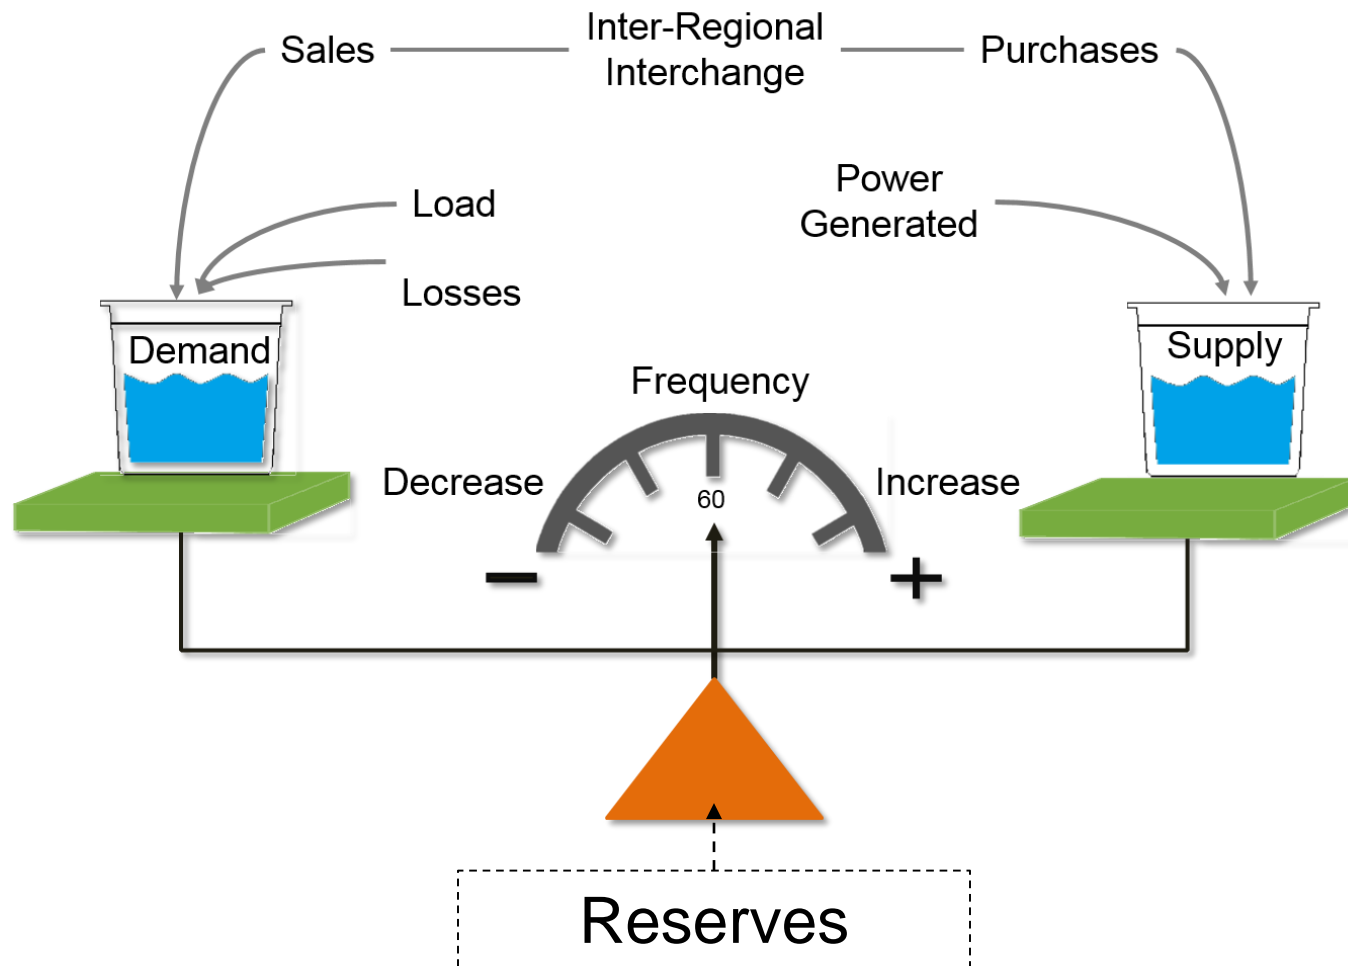 Sales
Inter-Regional
Interchange
Purchases
Load
Power
Generated
Losses
Demand
Supply
Frequency
Decrease
Increase
60
−
+
Reserves